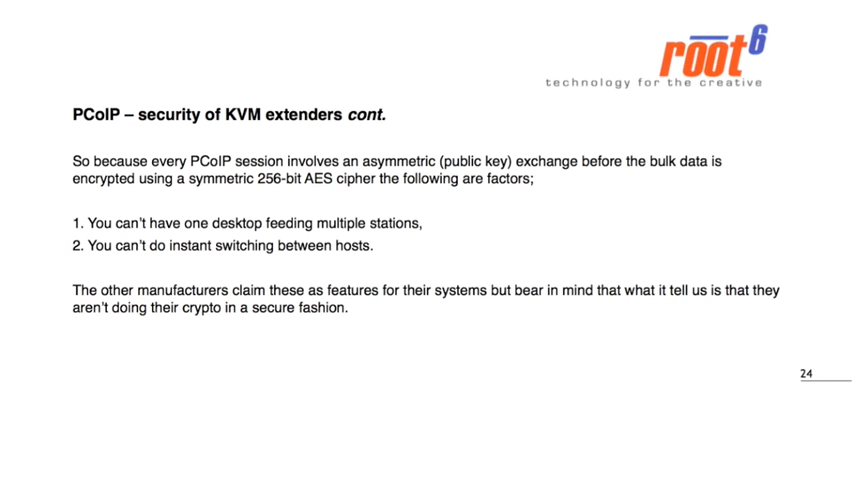 root6
technology for the creative
PCoIP – security of KVM extenders cont.
So because every PCoIP session involves an asymmetric (public key) exchange before the bulk data is
encrypted using a symmetric 256-bit AES cipher the following are factors;
1. You can't have one desktop feeding multiple stations,
2. You can't do instant switching between hosts.
The other manufacturers claim these as features for their systems but bear in mind that what it tell us is that they
aren't doing their crypto in a secure fashion.
24